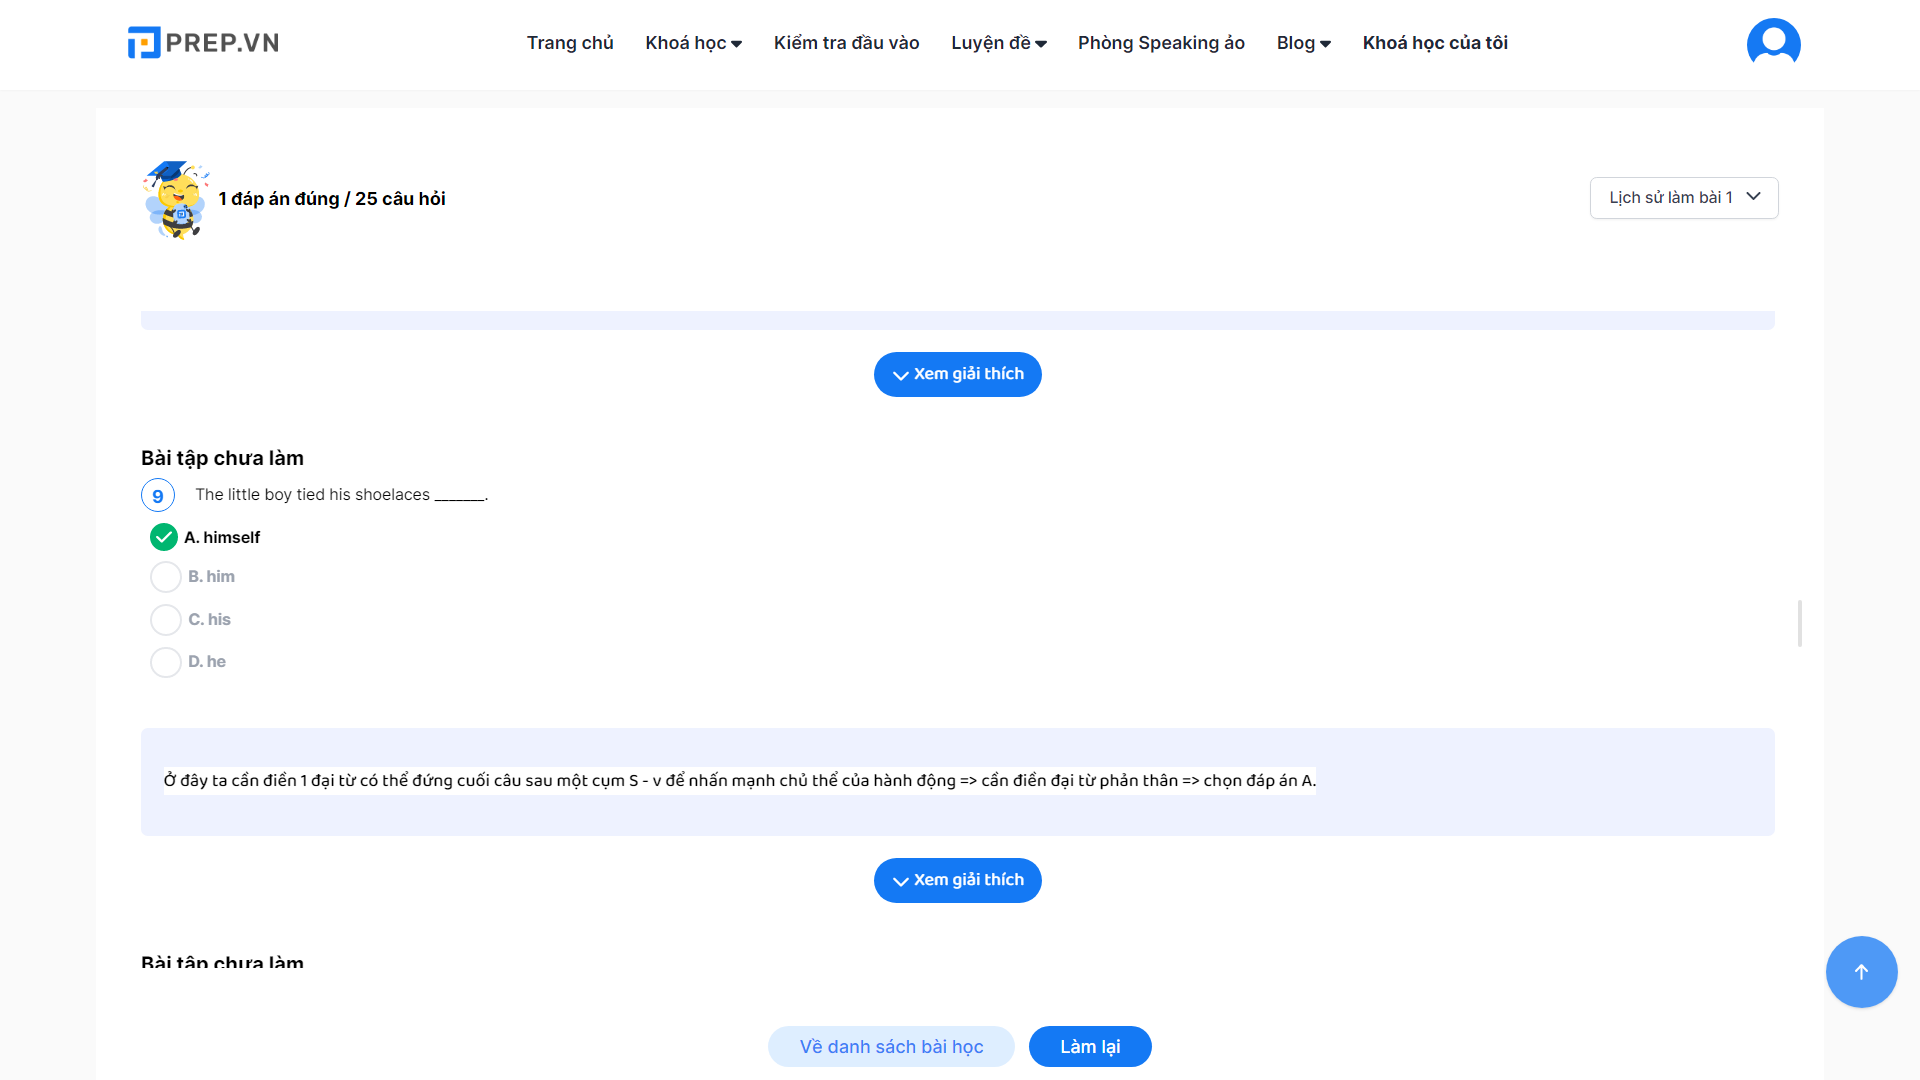 PREP.VN
Trang chủ Khoá học Kiểm tra đầu vào Luyện đề Phòng Speaking ảo Blog Khoá học của tôi
1 đáp án đúng / 25 câu hỏi
Lịch sử làm bài 1
Xem giải thích
Bài tập chưa làm
9 The little boy tied his shoelaces _______.
A. himself
B. him
C. his
D. he
Ở đây ta cần điền 1 đại từ có thể đứng cuối câu sau một cụm S - v để nhấn mạnh chủ thể của hành động => cần điền đại từ phản thân => chọn đáp án A.
Xem giải thích
Bài tập chưa làm
Về danh sách bài học Làm lại